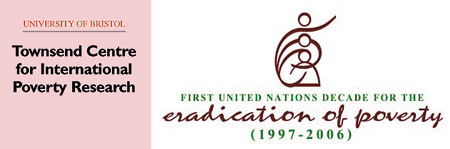 UNIVERSITY OF BRISTOL
Townsend Centre
for International
Poverty Research
FIRST UNITED NATIONS DECADE FOR THE
eradication of poverty
(1997-2006)